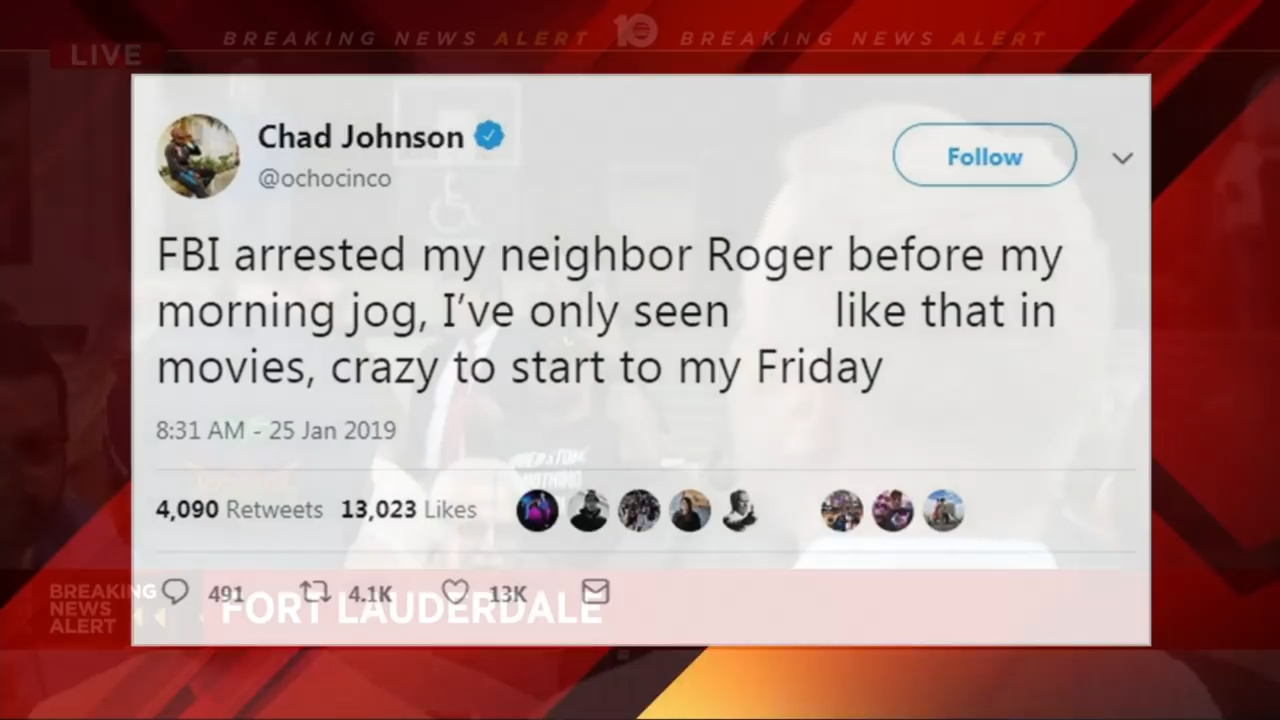 BREAKING NEWS ALERT 10 BREAKING NEWS ALERT
LIVE
Chad Johnson
@ochocinco
Follow
FBI arrested my neighbor Roger before my
morning jog, I've only seen like that in
movies, crazy to start to my Friday
8:31 AM - 25 Jan 2019
4,090 Retweets 13,023 Likes
491 4.1K 13K
BREAKING
NEWS
ALERT
FORT LAUDERDALE